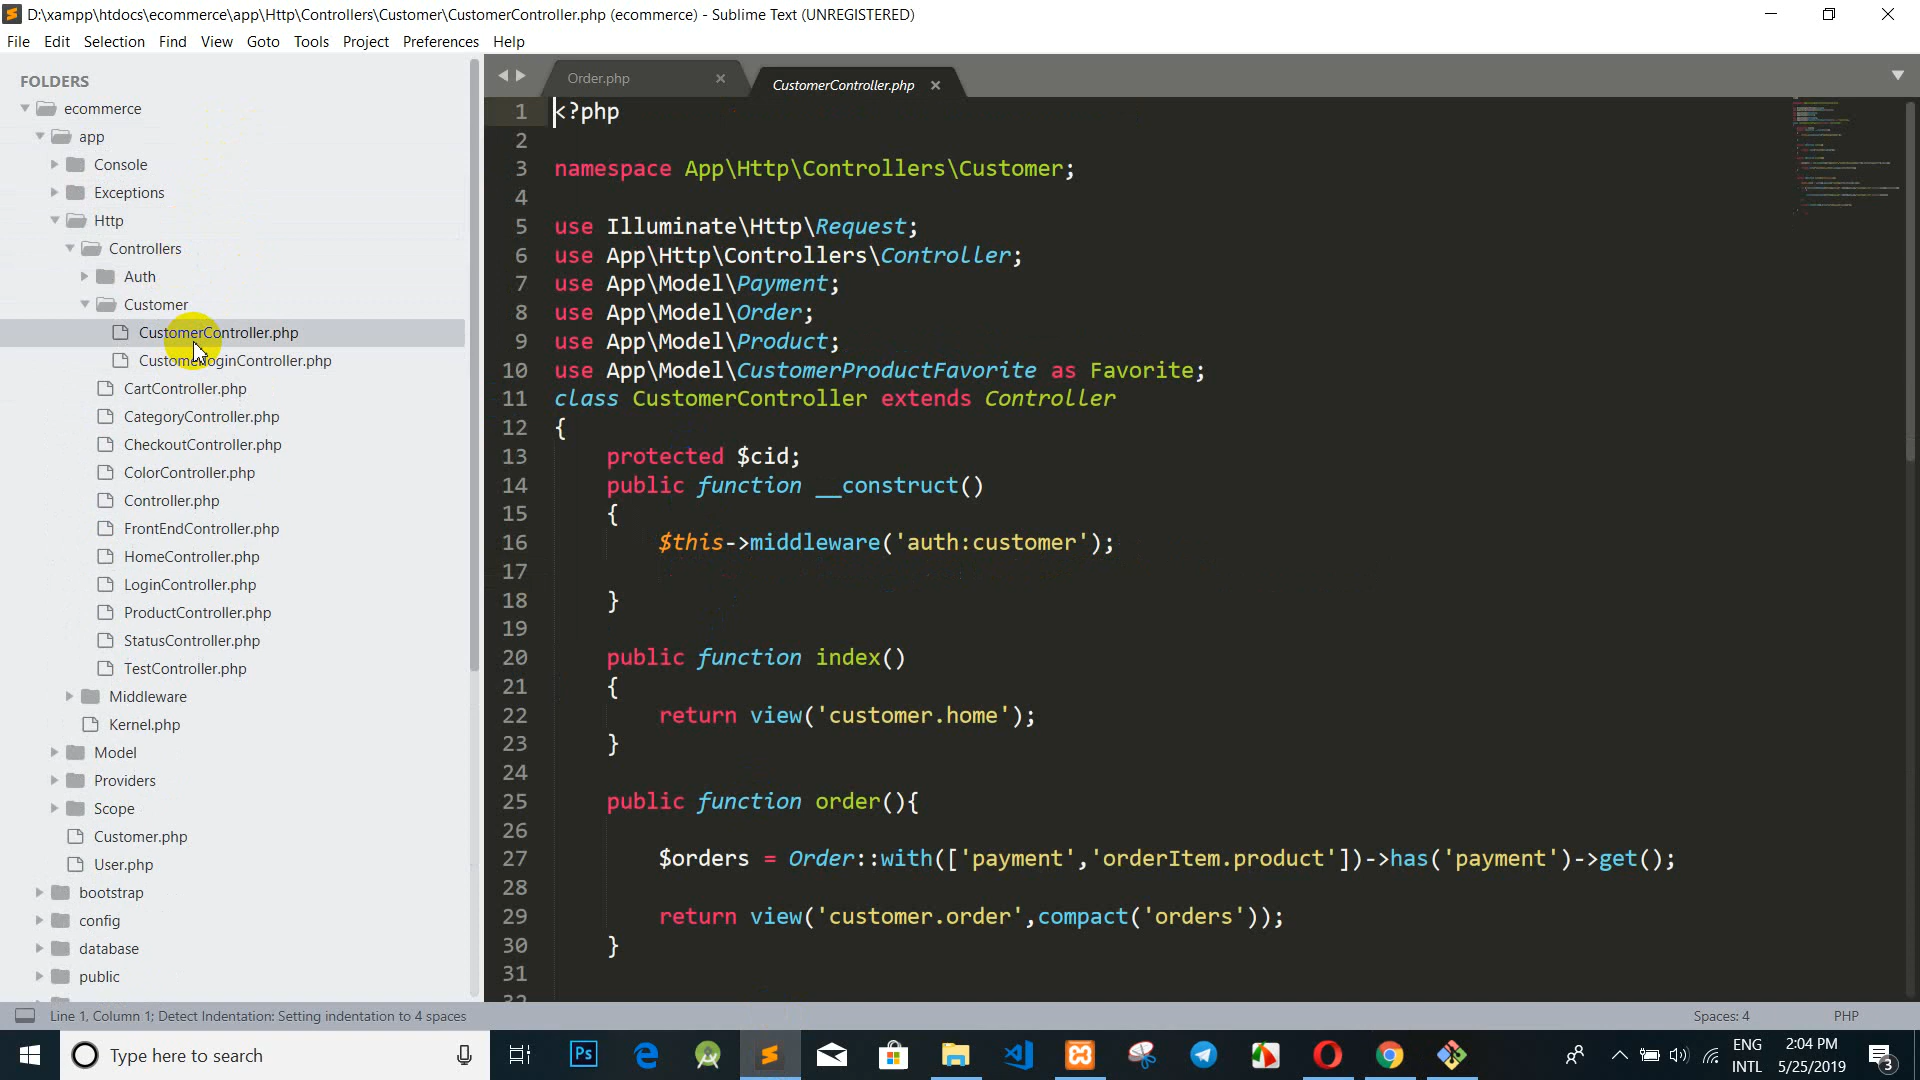 D:\xampp\htdocs\ecommerce\app\Http\Controllers\Customer\CustomerController.php (ecommerce) - Sublime Text (UNREGISTERED)
File Edit Selection Find View Goto Tools Project Preferences Help
FOLDERS
ecommerce
app
Console
Exceptions
Http
Controllers
Auth
Customer
CustomerController.php
CustomerLoginController.php
CartController.php
CategoryController.php
CheckoutController.php
ColorController.php
Controller.php
FrontEndController.php
HomeController.php
LoginController.php
ProductController.php
StatusController.php
TestController.php
Middleware
Kernel.php
Model
Providers
Scope
Customer.php
User.php
bootstrap
config
database
public
Order.php
CustomerController.php
1 <?php
2
3 namespace App\Http\Controllers\Customer;
4
5 use Illuminate\Http\Request;
6 use App\Http\Controllers\Controller;
7 use App\Model\Payment;
8 use App\Model\Order;
9 use App\Model\Product;
10 use App\Model\CustomerProductFavorite as Favorite;
11 class CustomerController extends Controller
12 {
13 protected $cid;
14 public function __construct()
15 {
16 $this->middleware('auth:customer');
17
18 }
19
20 public function index()
21 {
22 return view('customer.home');
23 }
24
25 public function order(){
26
27 $orders = Order::with(['payment','orderItem.product'])->has('payment')->get();
28
29 return view('customer.order',compact('orders'));
30 }
31
32
Line 1, Column 1; Detect Indentation: Setting indentation to 4 spaces
Spaces: 4
PHP
Type here to search
Ps
ENG
INTL
2:04 PM
5/25/2019
3